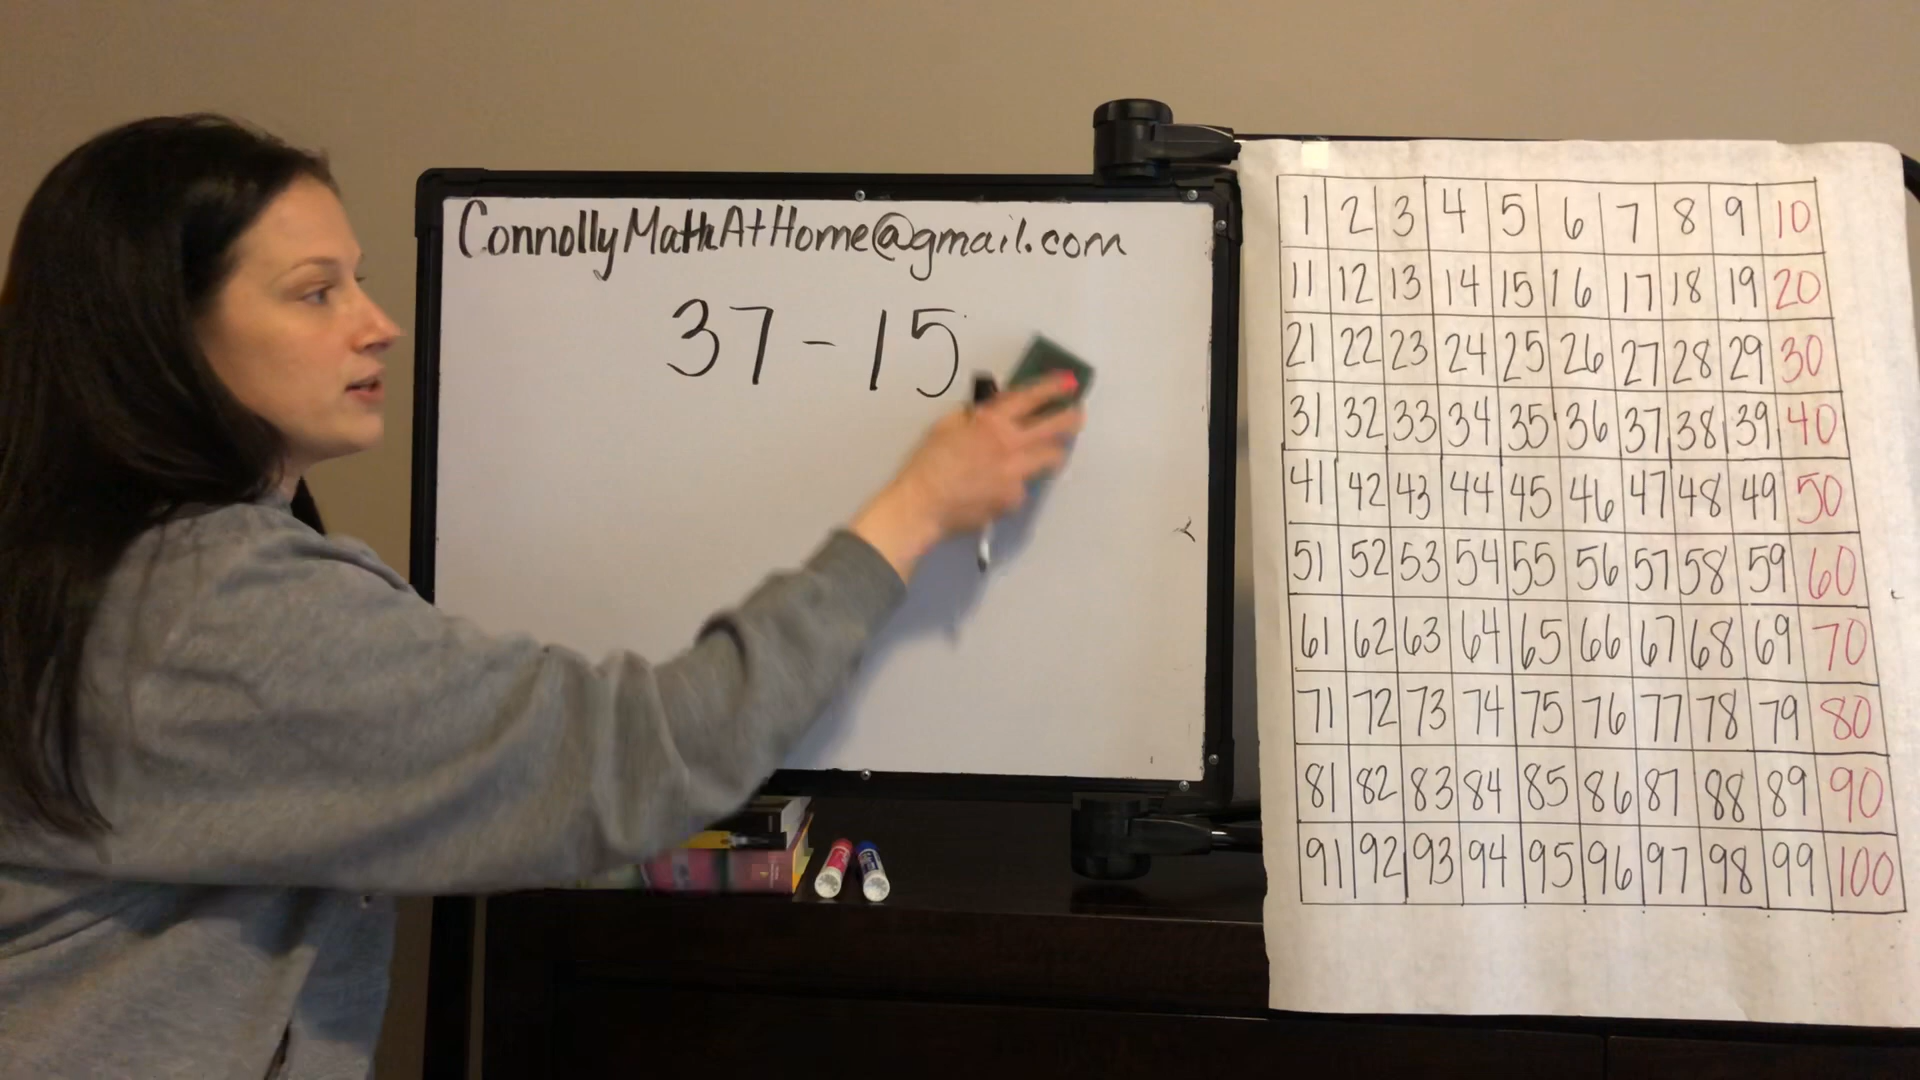 ConnollyMathAtHome@gmail.com
37 - 15
1 2 3 4 5 6 7 8 9 10
11 12 13 14 15 16 17 18 19 20
21 22 23 24 25 26 27 28 29 30
31 32 33 34 35 36 37 38 39 40
41 42 43 44 45 46 47 48 49 50
51 52 53 54 55 56 57 58 59 60
61 62 63 64 65 66 67 68 69 70
71 72 73 74 75 76 77 78 79 80
81 82 83 84 85 86 87 88 89 90
91 92 93 94 95 96 97 98 99 100